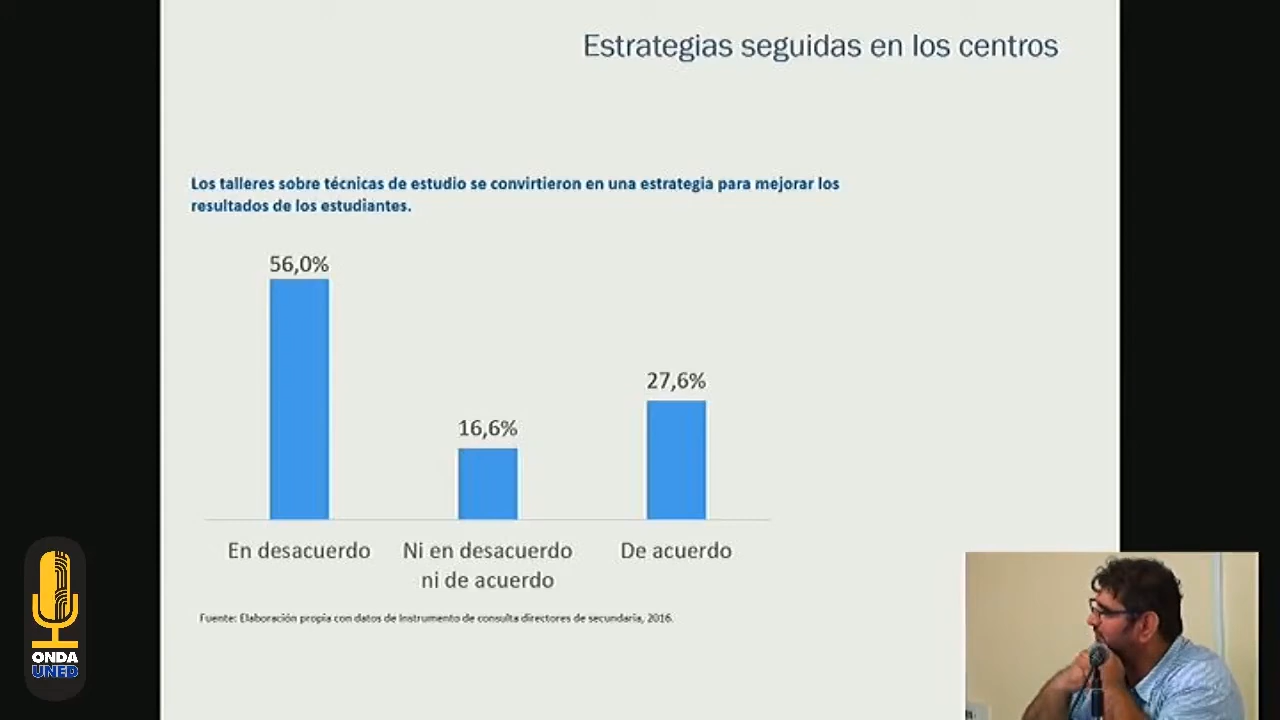 Estrategias seguidas en los centros
Los talleres sobre técnicas de estudio se convirtieron en una estrategia para mejorar los
resultados de los estudiantes.
56,0%
16,6%
27,6%
En desacuerdo
Ni en desacuerdo
ni de acuerdo
De acuerdo
Fuente: Elaboración propia con datos de Instrumento de consulta directores de secundaria, 2016.
ONDA
UNED